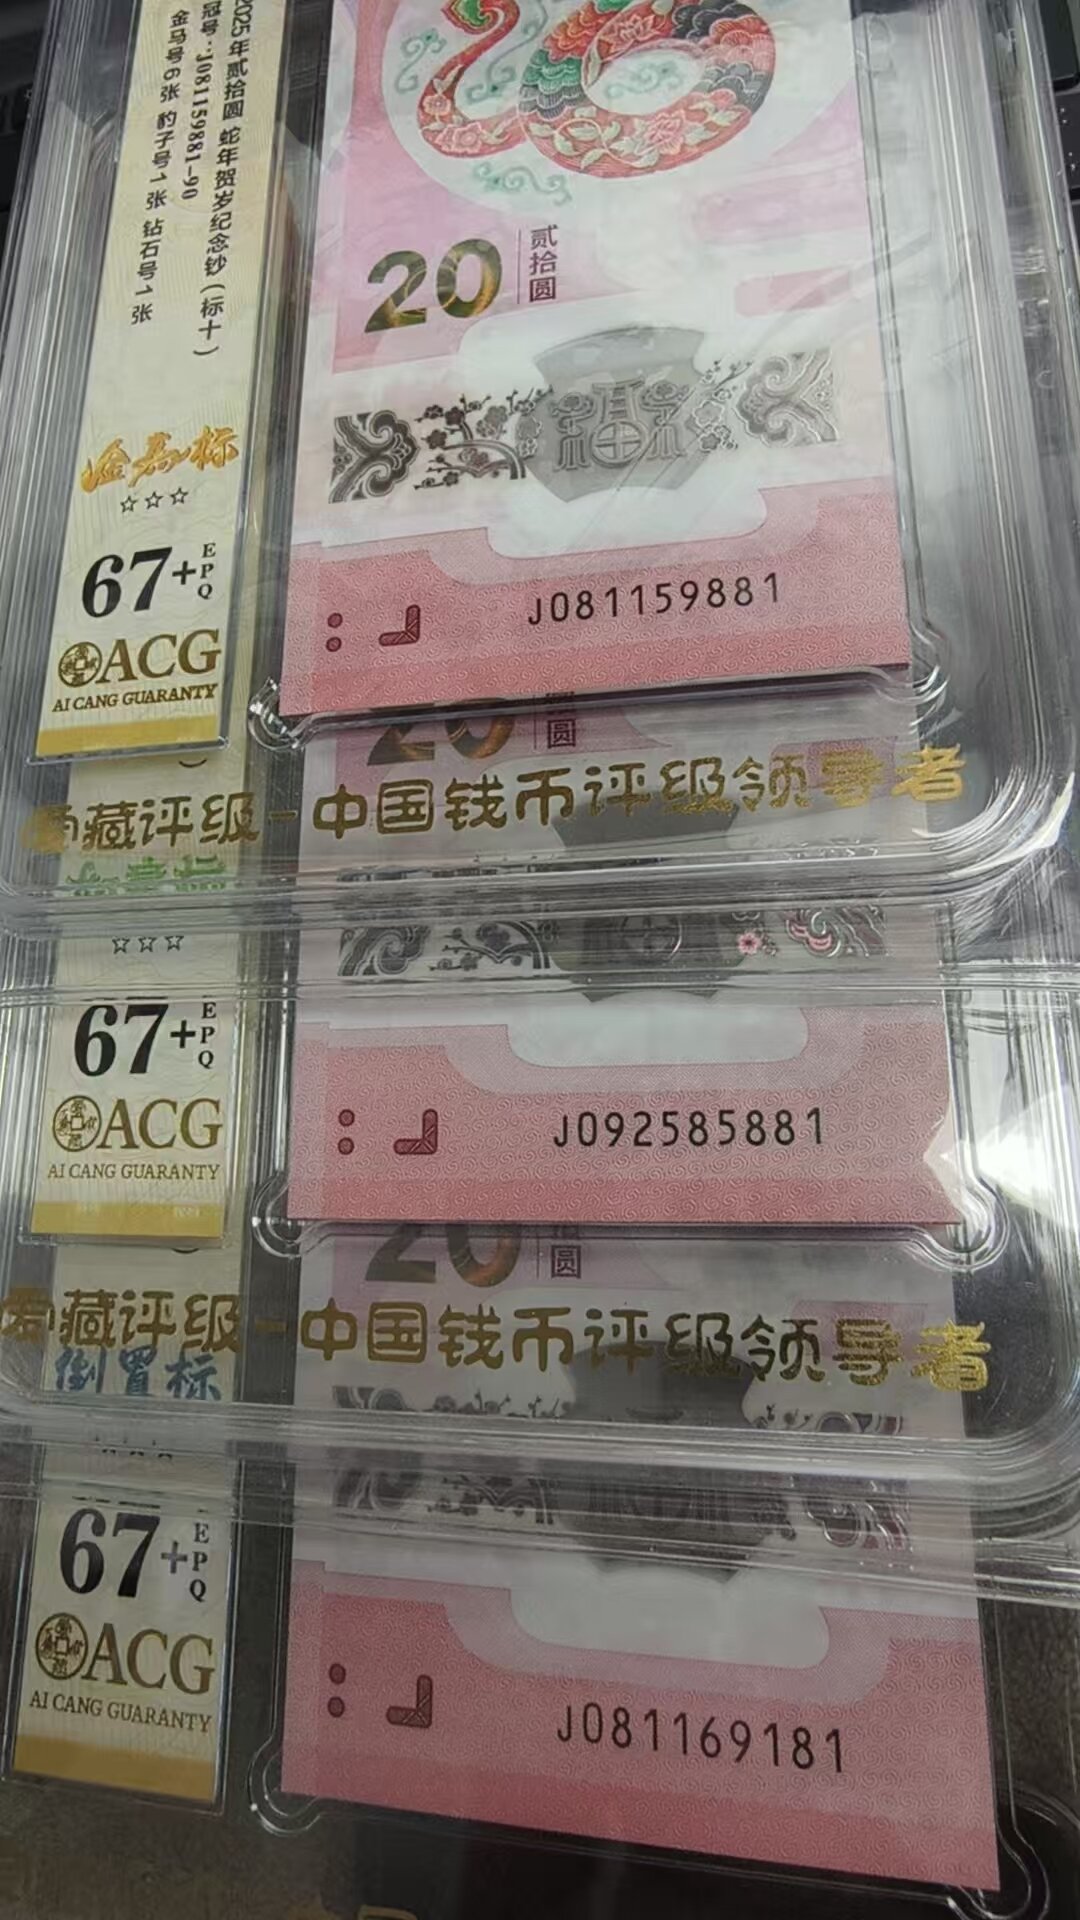 2025年贰拾圆 蛇年贺岁纪念钞(标十)
冠号:J081159881-90
金马号6张 豹子号1张 钻石号1张
☆☆☆
67+EPQ
ACG
AI CANG GUARANTY
20 贰拾圆
J081159881
藏评级-中国钱币评级领导者
☆☆☆
67+EPQ
ACG
AI CANG GUARANTY
20 圆
J092585881
藏评级-中国钱币评级领导者
倒置标
67+EPQ
ACG
AI CANG GUARANTY
20 圆
J081169181